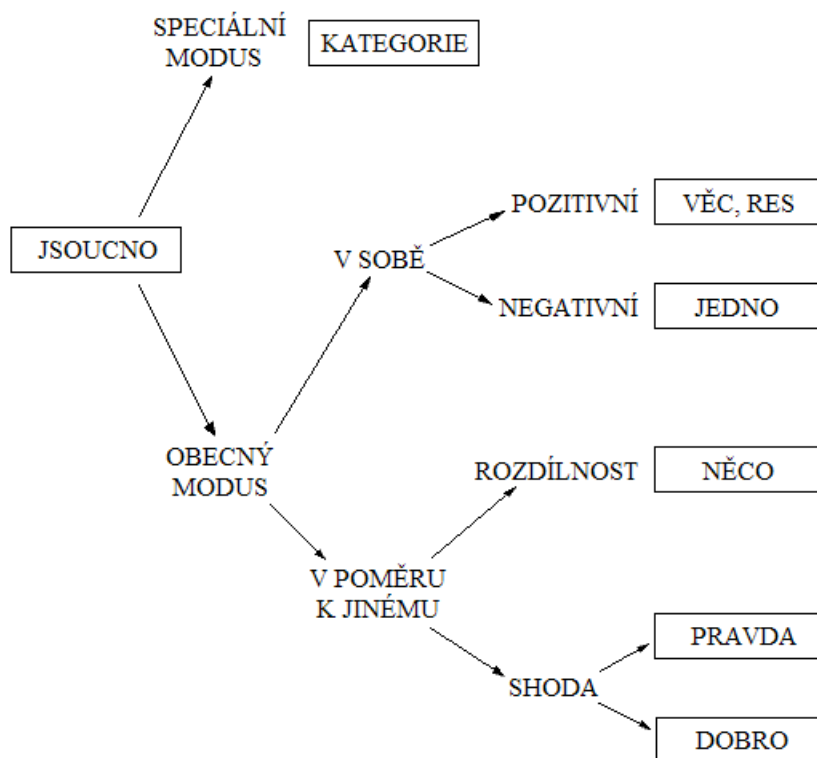 SPECIÁLNÍ
MODUS
KATEGORIE
JSOUCNO
V SOBĚ
POZITIVNÍ
VĚC, RES
NEGATIVNÍ
JEDNO
OBECNÝ
MODUS
ROZDÍLNOST
NĚCO
V POMĚRU
K JINÉMU
SHODA
PRAVDA
DOBRO